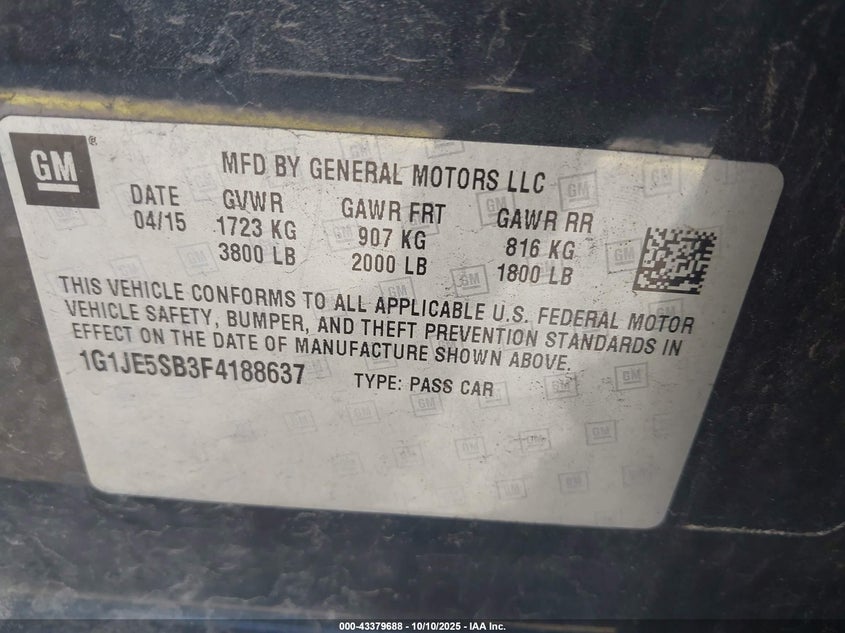 GM
MFD BY GENERAL MOTORS LLC
DATE GVWR GAWR FRT GAWR RR
04/15 1723 KG 907 KG 816 KG
3800 LB 2000 LB 1800 LB
THIS VEHICLE CONFORMS TO ALL APPLICABLE U.S. FEDERAL MOTOR
VEHICLE SAFETY, BUMPER, AND THEFT PREVENTION STANDARDS IN
EFFECT ON THE DATE OF MANUFACTURE SHOWN ABOVE.
1G1JE5SB3F4188637 TYPE: PASS CAR
000-43379688 - 10/10/2025 - IAA Inc.